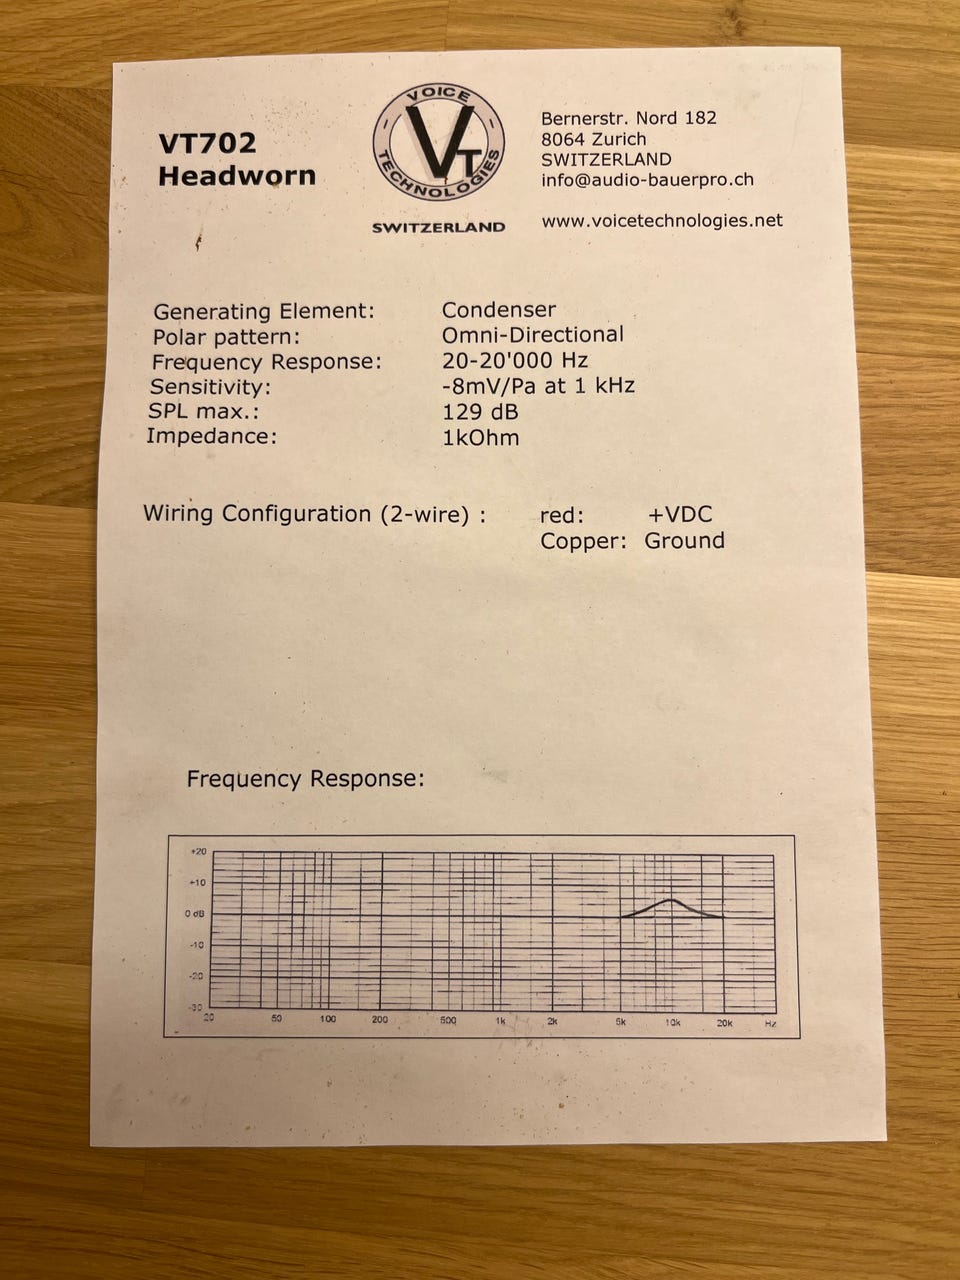 VT702
Headworn
VOICE
VT
TECHNOLOGIES
SWITZERLAND
Bernerstr. Nord 182
8064 Zurich
SWITZERLAND
info@audio-bauerpro.ch
www.voicetechnologies.net
Generating Element: Condenser
Polar pattern: Omni-Directional
Frequency Response: 20-20'000 Hz
Sensitivity: -8mV/Pa at 1 kHz
SPL max.: 129 dB
Impedance: 1kOhm
Wiring Configuration (2-wire) : red: +VDC
Copper: Ground
Frequency Response:
+20
+10
0 dB
-10
-20
-30
20 50 100 200 500 1k 2k 5k 10k 20k Hz